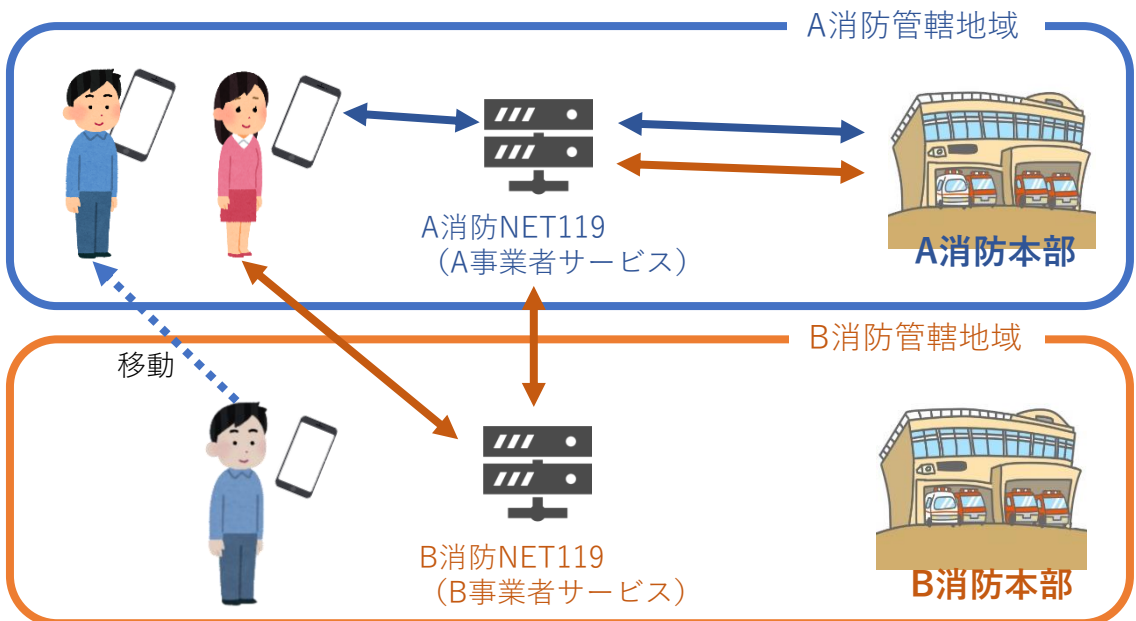 A消防管轄地域
A消防NET119
（A事業者サービス）
A消防本部
移動
B消防管轄地域
B消防NET119
（B事業者サービス）
B消防本部